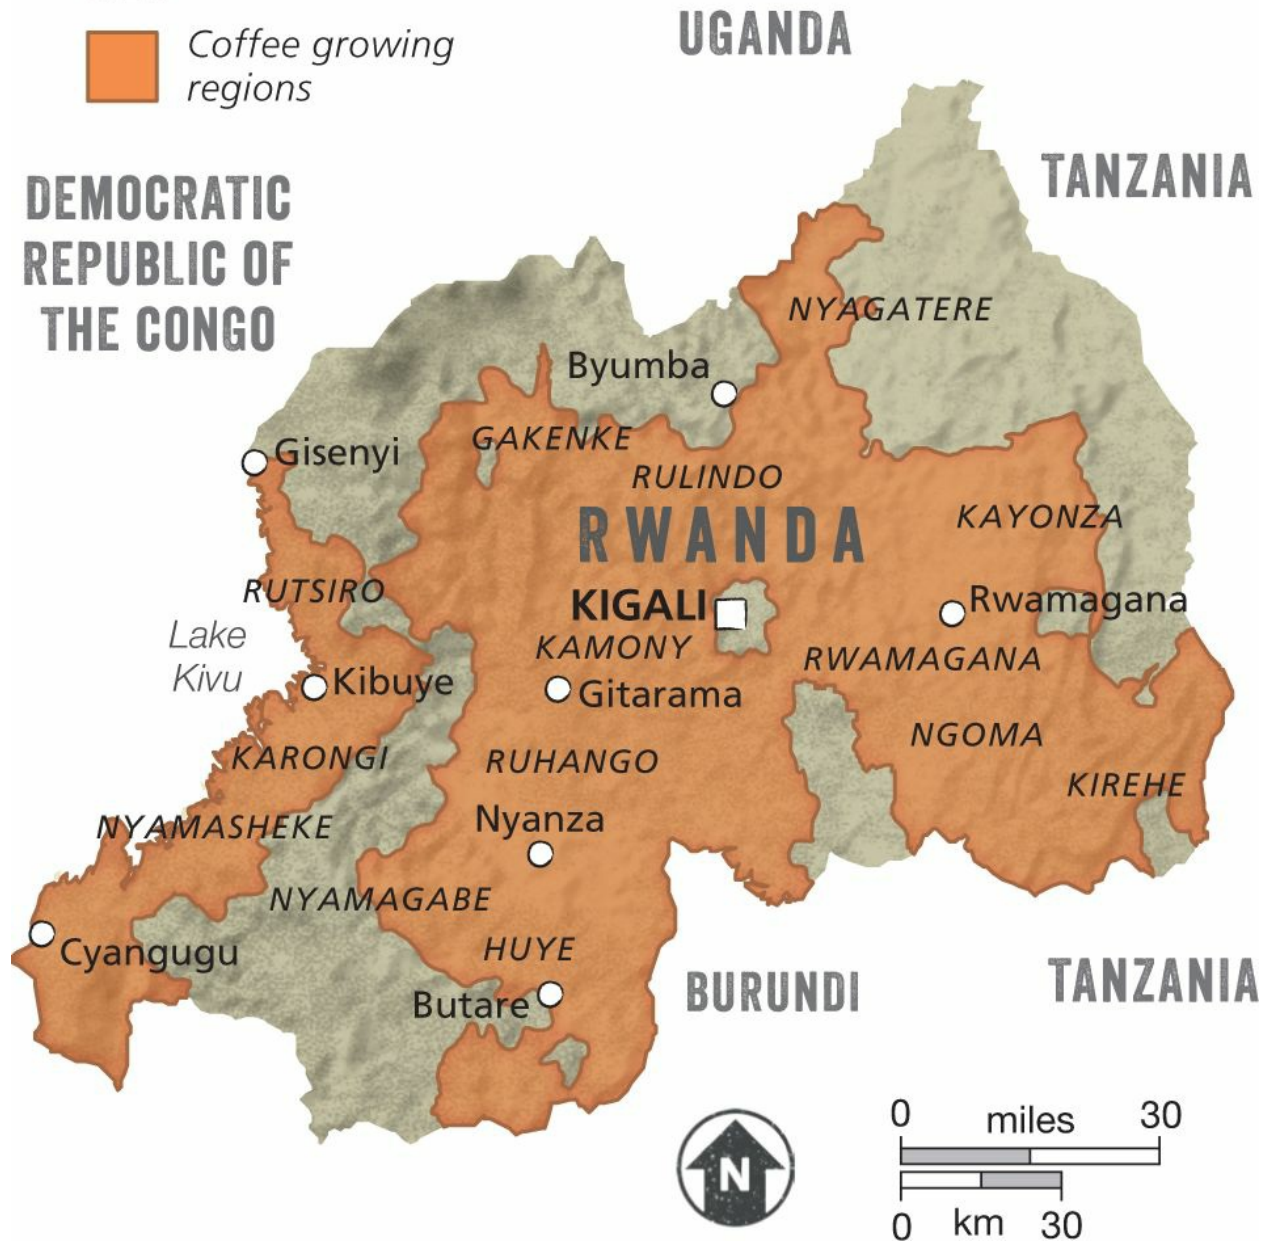 Coffee growing
regions
UGANDA
TANZANIA
DEMOCRATIC
REPUBLIC OF
THE CONGO
NYAGATERE
Byumba
GAKENKE
Gisenyi
RULINDO
KAYONZA
RWANDA
RUTSIRO
KIGALI
Rwamagana
Lake
Kivu
KAMONY
RWAMAGANA
Kibuye
Gitarama
NGOMA
KARONGI
RUHANGO
KIREHE
NYAMASHEKE
Nyanza
NYAMAGABE
HUYE
Cyangugu
BURUNDI
TANZANIA
Butare
N
0 miles 30
0 km 30